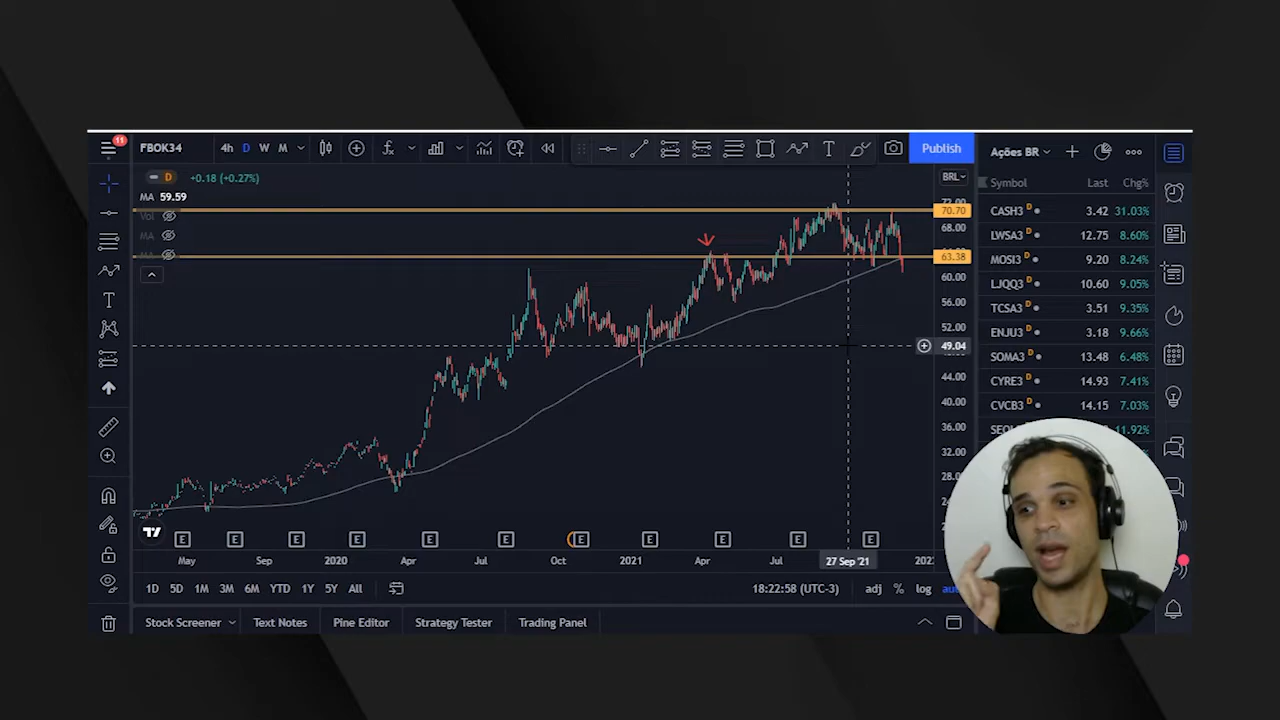 11
FBOK34 4h D W M Publish
D +0.18 (+0.27%)
MA 59.59
Vol
MA
BRL
72.00
70.70
68.00
63.38
60.00
56.00
52.00
49.04
44.00
40.00
36.00
32.00
E E E E E E E E E E E
May Sep 2020 Apr Jul Oct 2021 Apr Jul 27 Sep '21
1D 5D 1M 3M 6M YTD 1Y 5Y All 18:22:58 (UTC-3) adj % log
Stock Screener Text Notes Pine Editor Strategy Tester Trading Panel
Ações BR
Symbol Last Chg%
CASH3 D 3.42 31.03%
LWSA3 D 12.75 8.60%
MOSI3 D 9.20 8.24%
LJQQ3 D 10.60 9.05%
TCSA3 D 3.51 9.35%
ENJU3 D 3.18 9.66%
SOMA3 D 13.48 6.48%
CYRE3 D 14.93 7.41%
CVCB3 D 14.15 7.03%
11.92%